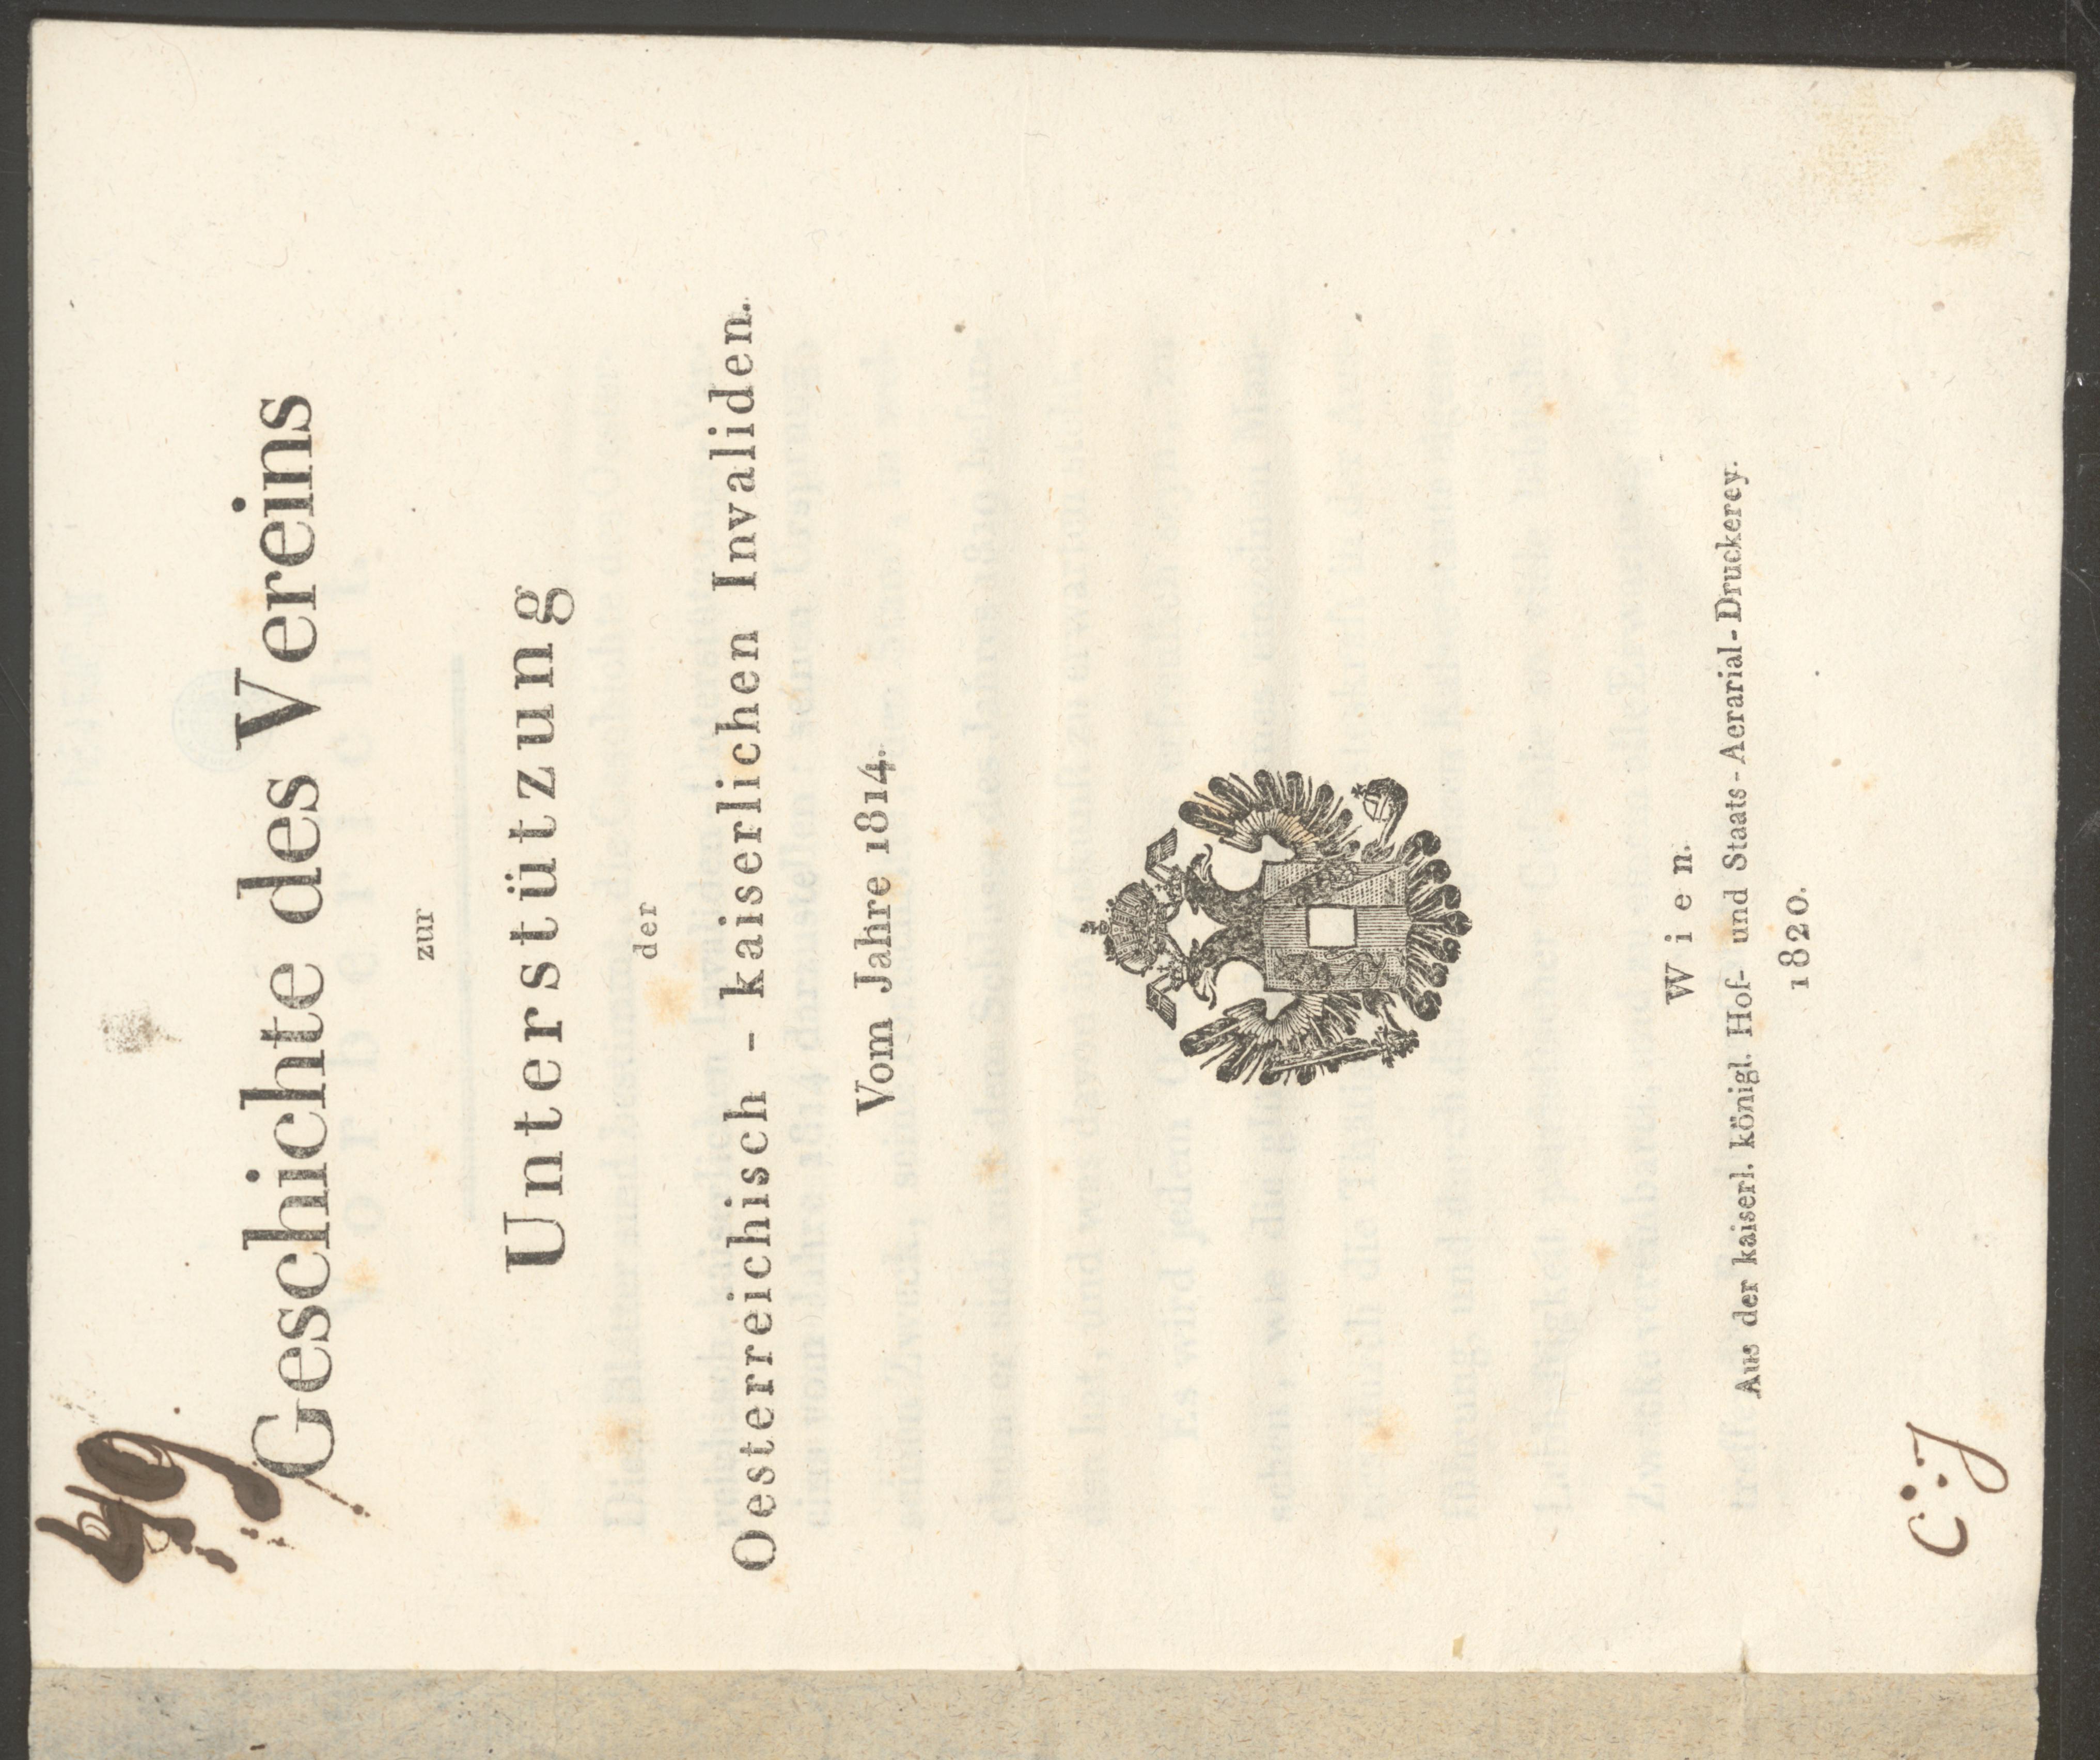 49
Geschichte des Vereins
zur
Unterstützung
der
Oesterreichisch - kaiserlichen Invaliden.
Vom Jahre 1814.
Wien.
Aus der kaiserl. königl. Hof- und Staats-Aerarial-Druckerey.
1820.